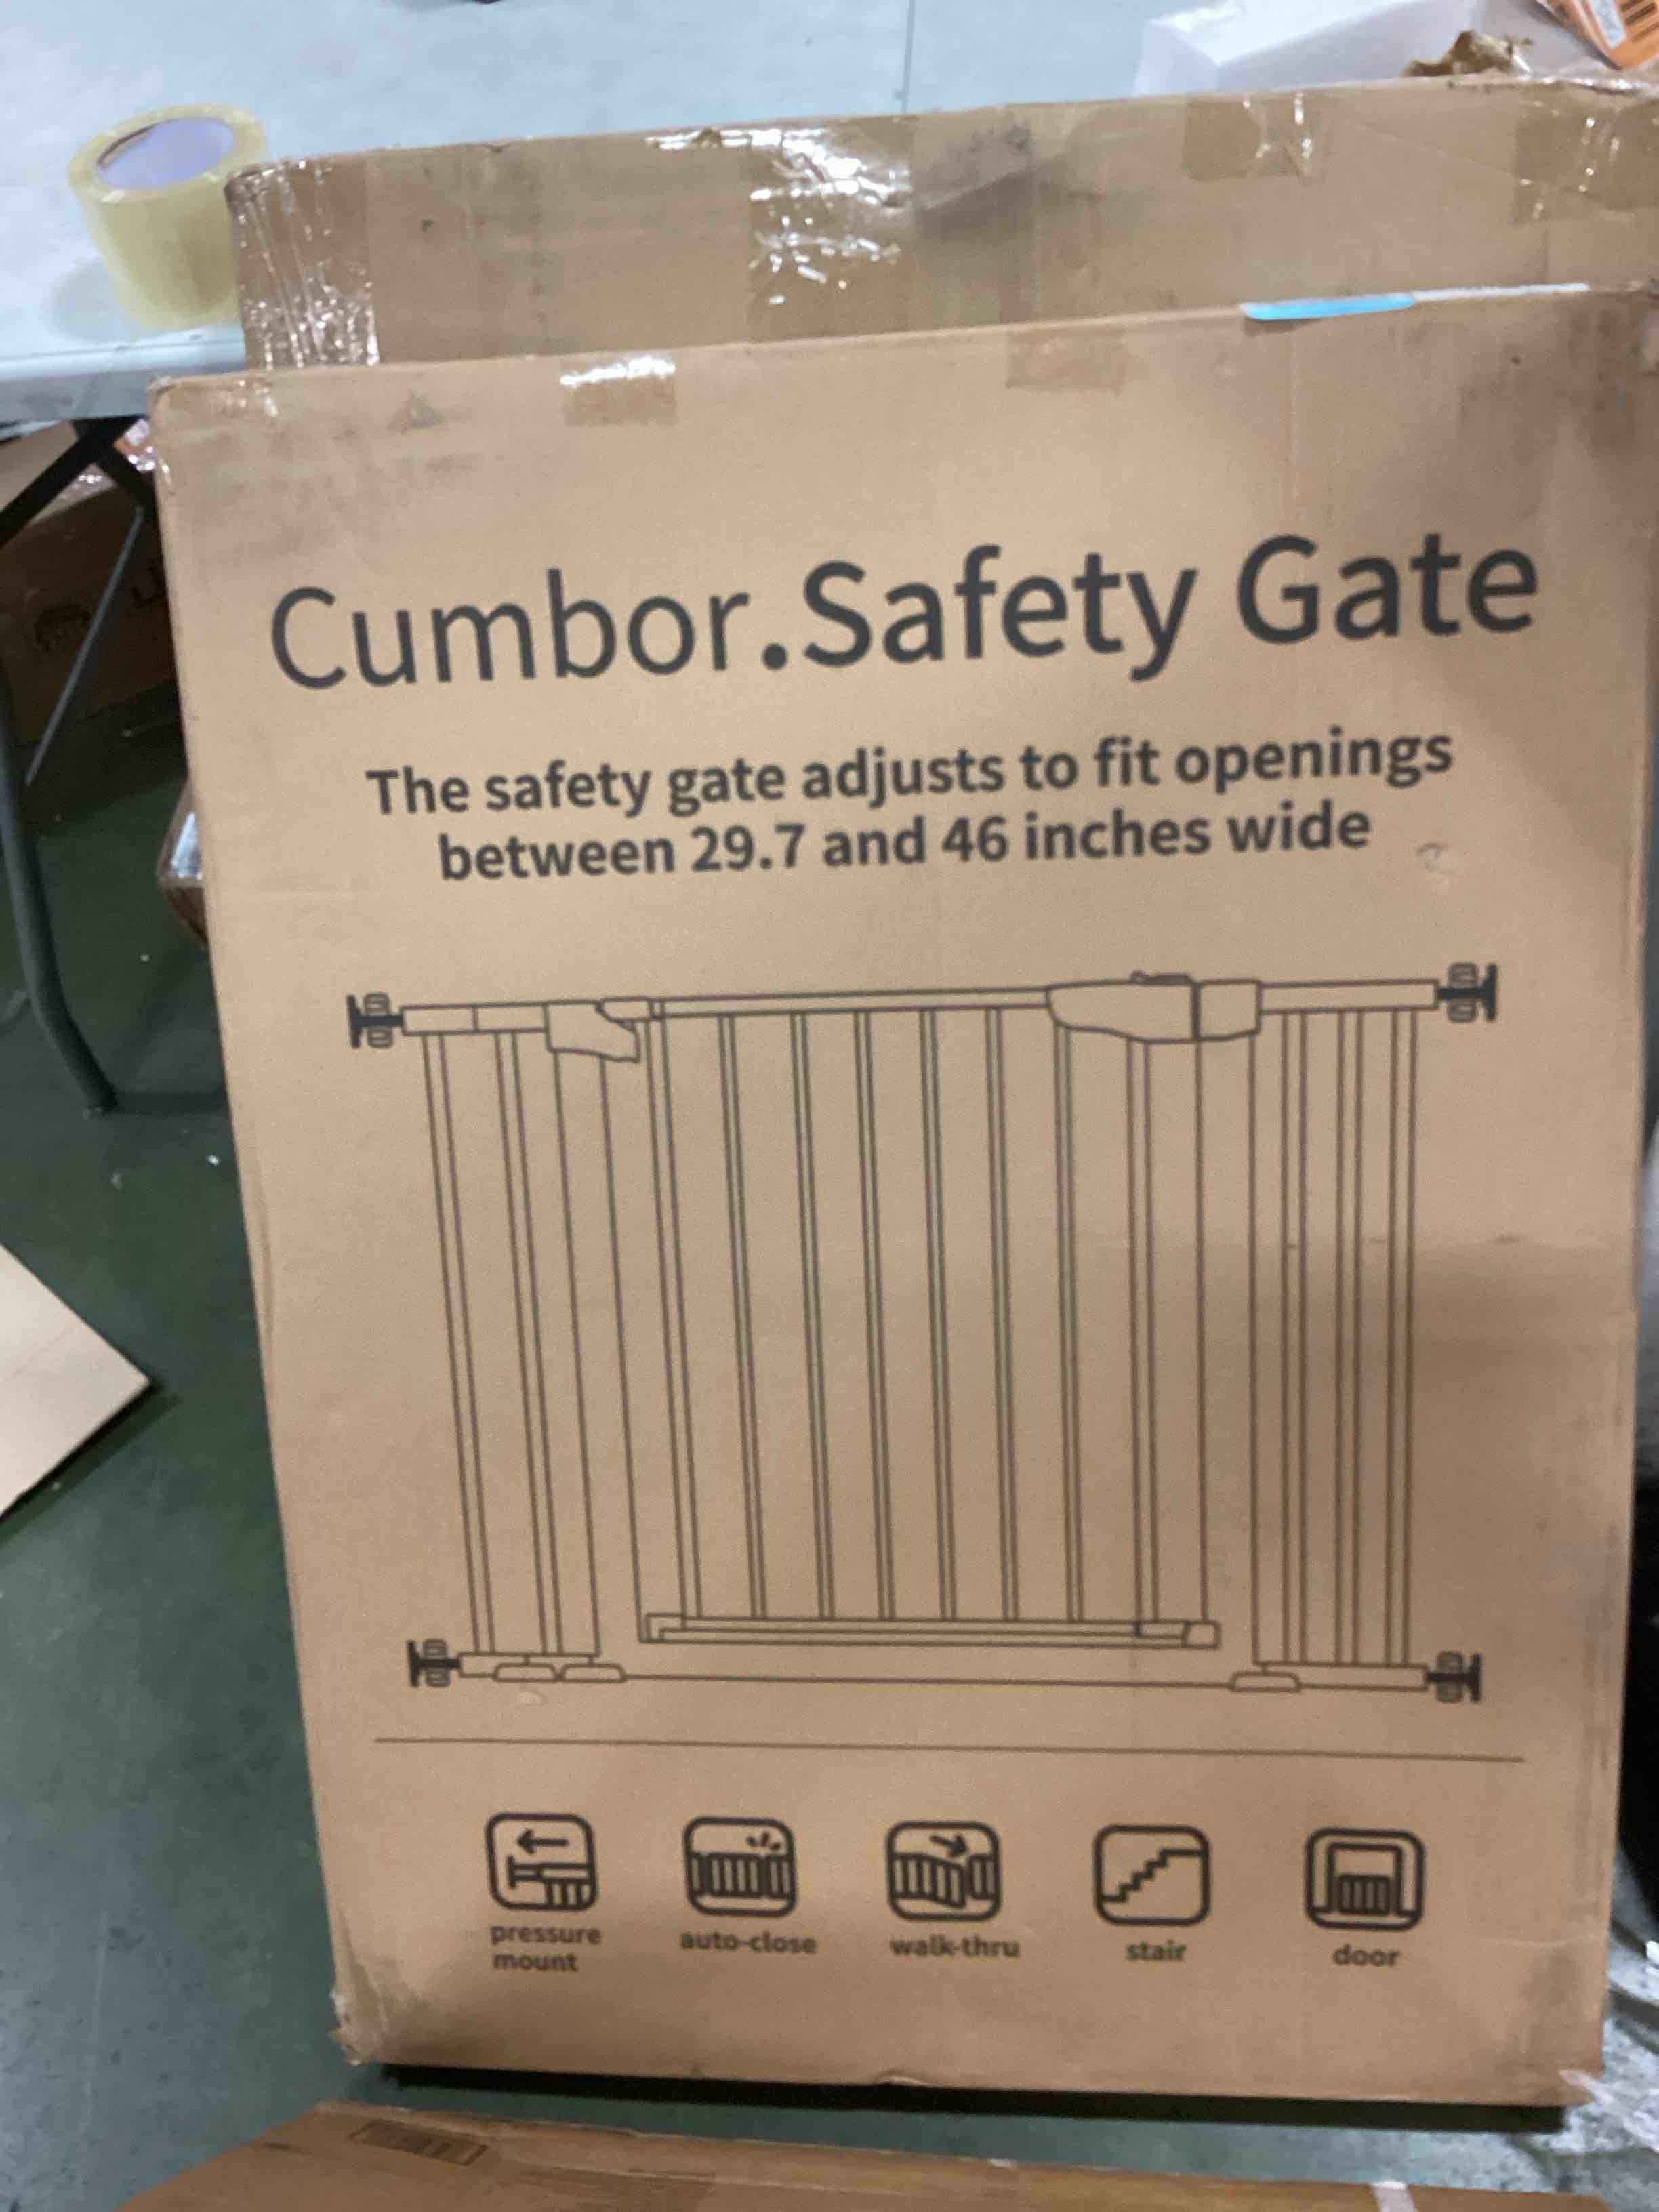 Cumbor.Safety Gate
The safety gate adjusts to fit openings
between 29.7 and 46 inches wide
pressure
mount
auto-close
walk-thru
stair
door